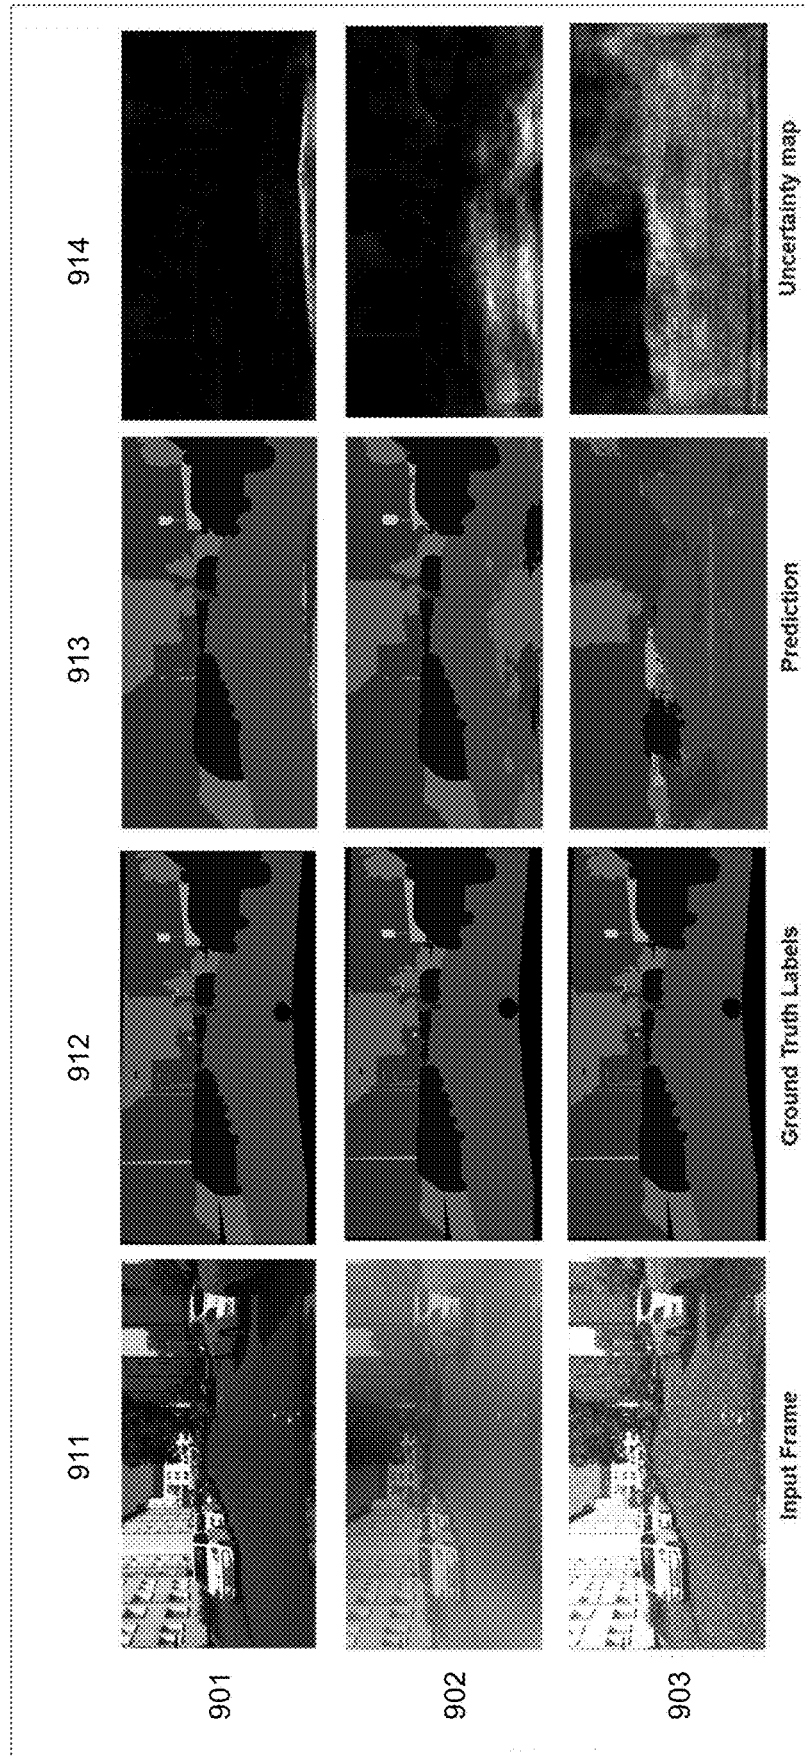 911
912
913
914
901
902
903
Input Frame
Ground Truth Labels
Prediction
Uncertainty map